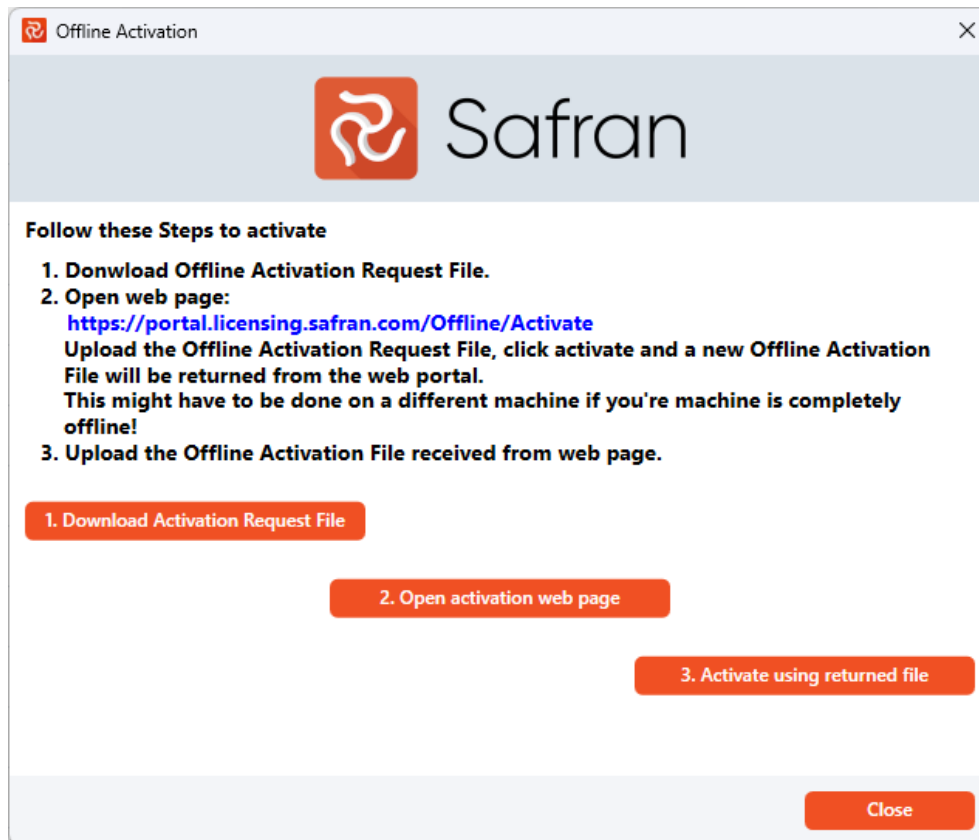 Offline Activation
Safran
Follow these Steps to activate
1. Donwload Offline Activation Request File.
2. Open web page:
https://portal.licensing.safran.com/Offline/Activate
Upload the Offline Activation Request File, click activate and a new Offline Activation
File will be returned from the web portal.
This might have to be done on a different machine if you're machine is completely
offline!
3. Upload the Offline Activation File received from web page.
1. Download Activation Request File
2. Open activation web page
3. Activate using returned file
Close